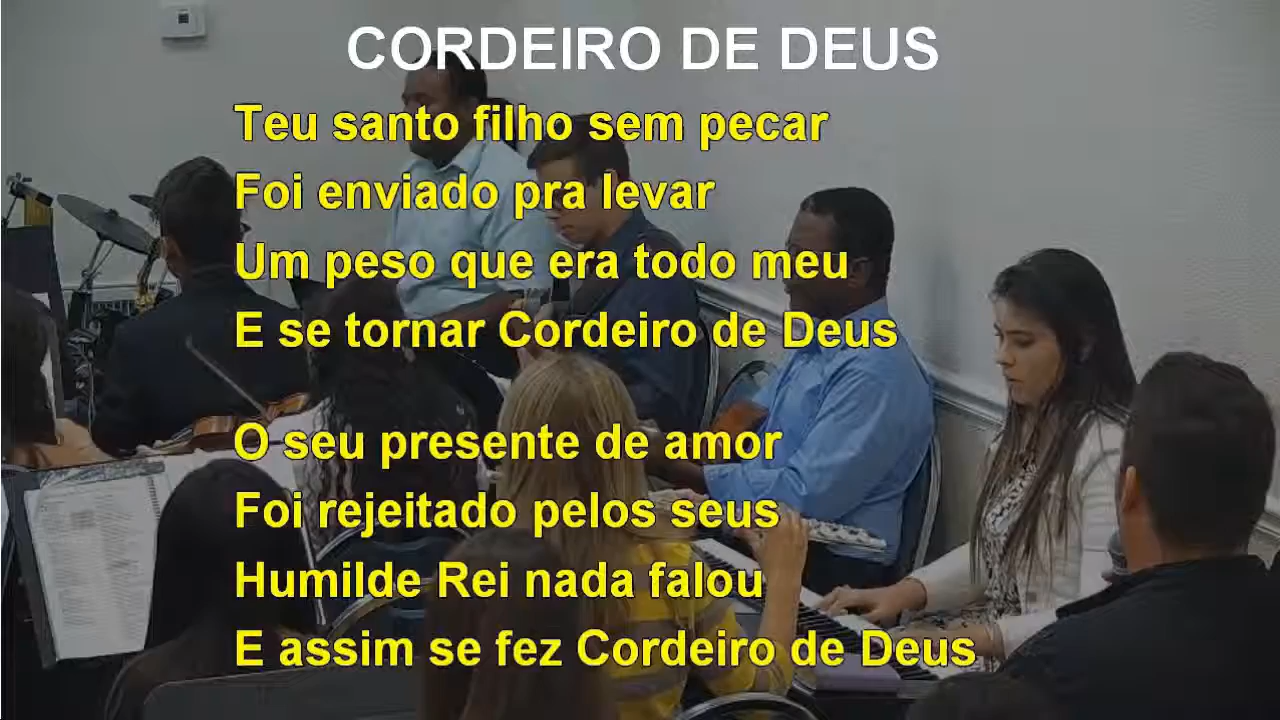 CORDEIRO DE DEUS
Teu santo filho sem pecar
Foi enviado pra levar
Um peso que era todo meu
E se tornar Cordeiro de Deus
O seu presente de amor
Foi rejeitado pelos seus
Humilde Rei nada falou
E assim se fez Cordeiro de Deus